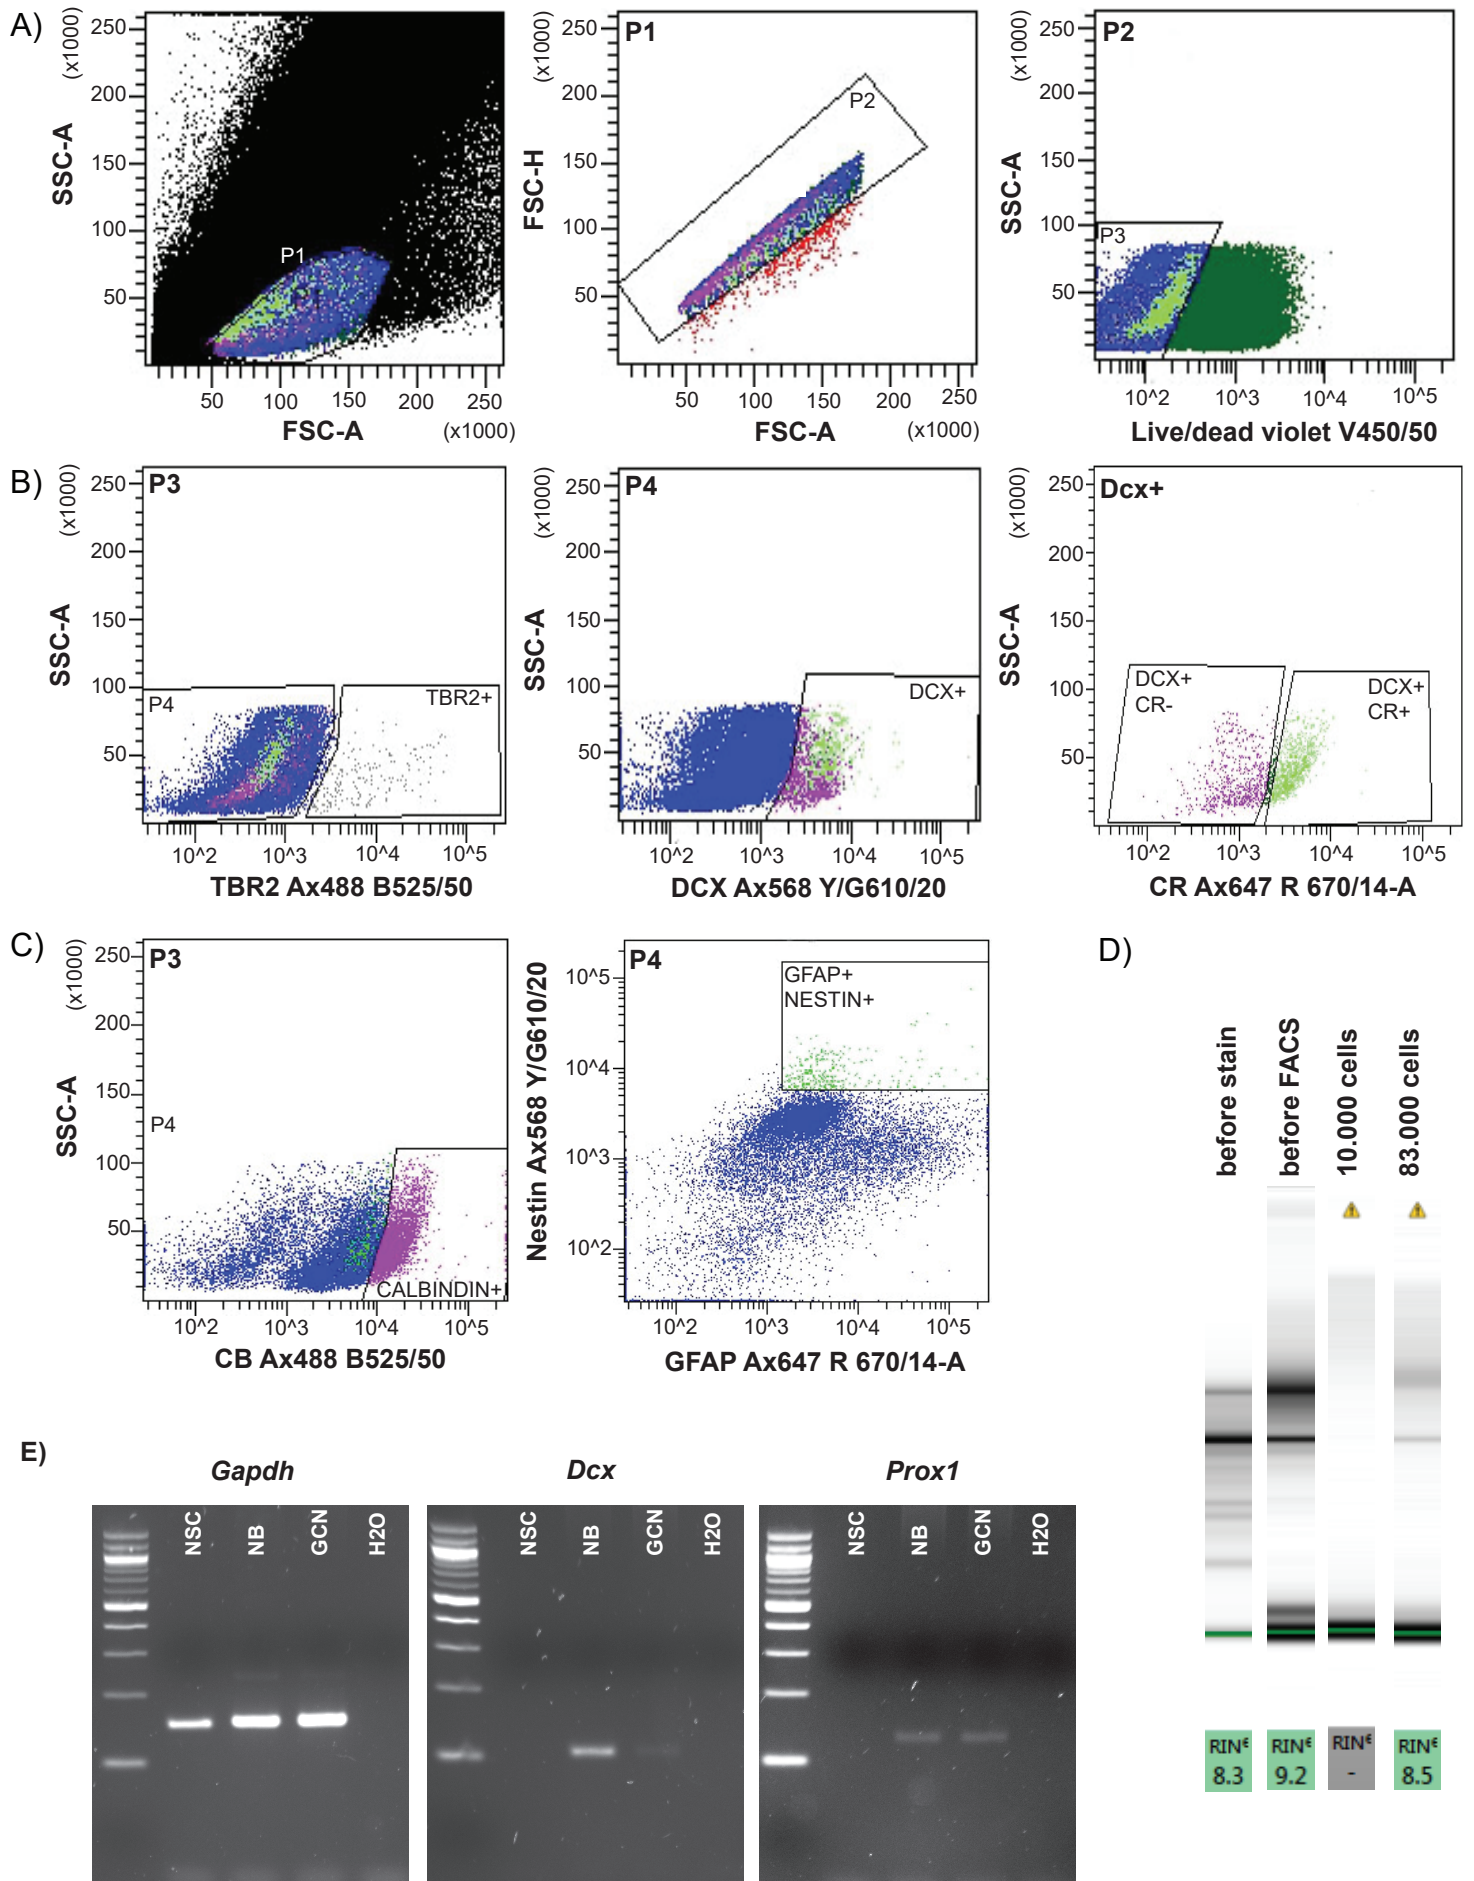 A)
SSC-A
(x1000)
250
200
150
100
50
P1
50 100 150 200 250
FSC-A (x1000)
P1
FSC-H
(x1000)
250
200
150
100
50
P2
50 100 150 200 250
FSC-A (x1000)
P2
SSC-A
(x1000)
250
200
150
100
50
P3
10^2 10^3 10^4 10^5
Live/dead violet V450/50
B)
P3
SSC-A
(x1000)
250
200
150
100
50
P4
TBR2+
10^2 10^3 10^4 10^5
TBR2 Ax488 B525/50
P4
SSC-A
(x1000)
250
200
150
100
50
DCX+
10^2 10^3 10^4 10^5
DCX Ax568 Y/G610/20
Dcx+
SSC-A
(x1000)
250
200
150
100
50
DCX+
CR-
DCX+
CR+
10^2 10^3 10^4 10^5
CR Ax647 R 670/14-A
C)
P3
SSC-A
(x1000)
250
200
150
100
50
P4
CALBINDIN+
10^2 10^3 10^4 10^5
CB Ax488 B525/50
P4
Nestin Ax568 Y/G610/20
10^5
10^4
10^3
10^2
GFAP+
NESTIN+
10^2 10^3 10^4 10^5
GFAP Ax647 R 670/14-A
D)
before stain
before FACS
10.000 cells
83.000 cells
RINe RINe RINe RINe
8.3 9.2 - 8.5
E)
Gapdh
NSC NB GCN H2O
Dcx
NSC NB GCN H2O
Prox1
NSC NB GCN H2O